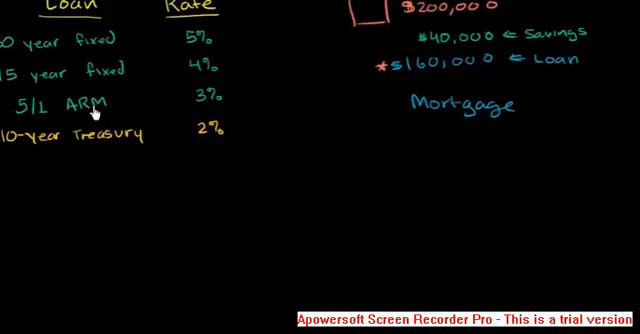 Loan Rate
0 year fixed 5%
15 year fixed 4%
5/1 ARM 3%
10-year Treasury 2%
$200,000
$40,000 ← Savings
*$160,000 ← Loan
Mortgage
Apowersoft Screen Recorder Pro - This is a trial version